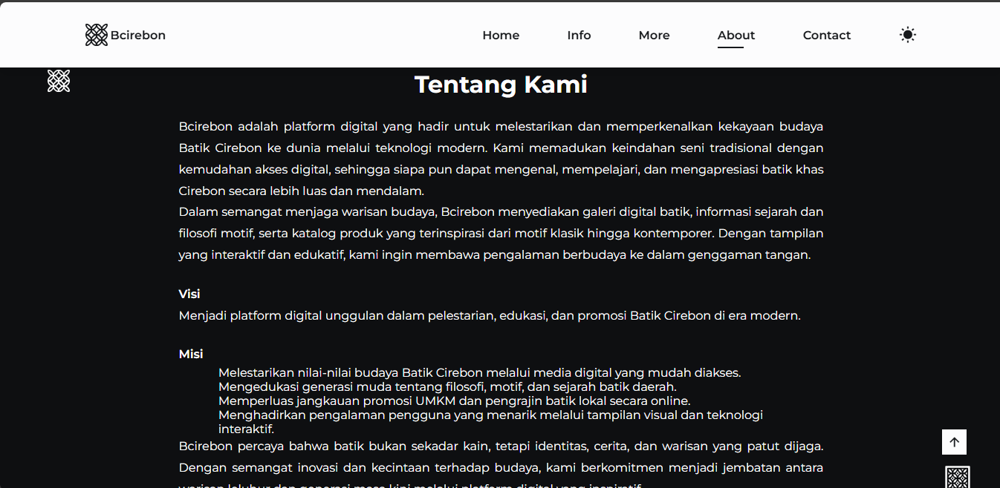 Bcirebon
Home
Info
More
About
Contact
Tentang Kami
Bcirebon adalah platform digital yang hadir untuk melestarikan dan memperkenalkan kekayaan budaya
Batik Cirebon ke dunia melalui teknologi modern. Kami memadukan keindahan seni tradisional dengan
kemudahan akses digital, sehingga siapa pun dapat mengenal, mempelajari, dan mengapresiasi batik khas
Cirebon secara lebih luas dan mendalam.
Dalam semangat menjaga warisan budaya, Bcirebon menyediakan galeri digital batik, informasi sejarah dan
filosofi motif, serta katalog produk yang terinspirasi dari motif klasik hingga kontemporer. Dengan tampilan
yang interaktif dan edukatif, kami ingin membawa pengalaman berbudaya ke dalam genggaman tangan.
Visi
Menjadi platform digital unggulan dalam pelestarian, edukasi, dan promosi Batik Cirebon di era modern.
Misi
Melestarikan nilai-nilai budaya Batik Cirebon melalui media digital yang mudah diakses.
Mengedukasi generasi muda tentang filosofi, motif, dan sejarah batik daerah.
Memperluas jangkauan promosi UMKM dan pengrajin batik lokal secara online.
Menghadirkan pengalaman pengguna yang menarik melalui tampilan visual dan teknologi
interaktif.
Bcirebon percaya bahwa batik bukan sekadar kain, tetapi identitas, cerita, dan warisan yang patut dijaga.
Dengan semangat inovasi dan kecintaan terhadap budaya, kami berkomitmen menjadi jembatan antara
warisan leluhur dan generasi masa kini melalui platform digital yang inspiratif.